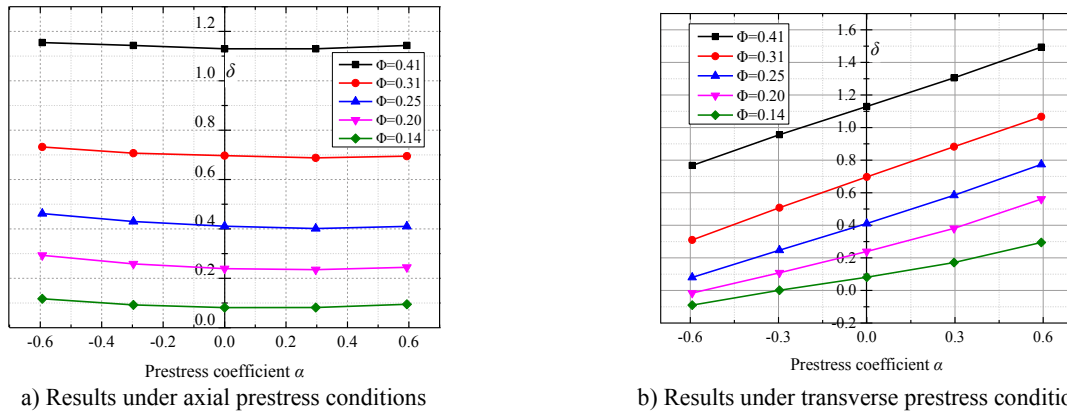 1.2
1.0
0.8
0.6
0.4
0.2
0.0
δ
Φ=0.41
Φ=0.31
Φ=0.25
Φ=0.20
Φ=0.14
-0.6 -0.4 -0.2 0.0 0.2 0.4 0.6
Prestress coefficient α
a) Results under axial prestress conditions
1.6
1.4
1.2
1.0
0.8
0.6
0.4
0.2
0.0
-0.2
δ
Φ=0.41
Φ=0.31
Φ=0.25
Φ=0.20
Φ=0.14
-0.6 -0.3 0.0 0.3 0.6
Prestress coefficient α
b) Results under transverse prestress conditio